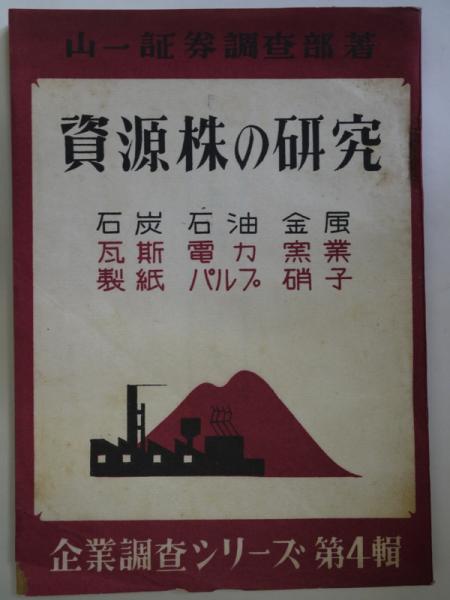 山一証券調査部著
資源株の研究
石炭 石油 金属
瓦斯 電力 窯業
製紙 パルプ 硝子
企業調査シリーズ 第4輯